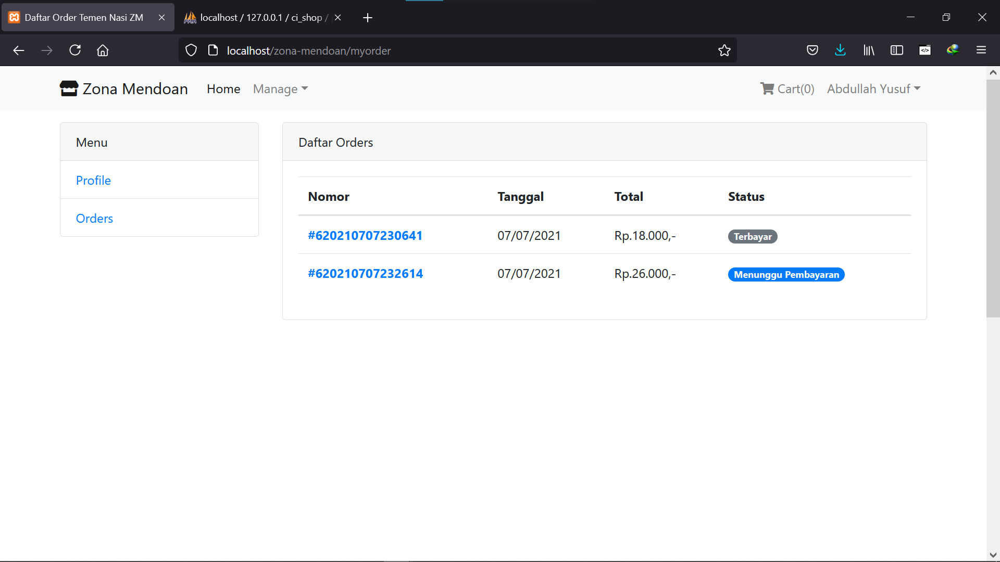 Daftar Order Temen Nasi ZM
localhost / 127.0.0.1 / ci_shop /
localhost/zona-mendoan/myorder
Zona Mendoan
Home
Manage
Cart(0)
Abdullah Yusuf
Menu
Profile
Orders
Daftar Orders
Nomor Tanggal Total Status
#620210707230641 07/07/2021 Rp.18.000,- Terbayar
#620210707232614 07/07/2021 Rp.26.000,- Menunggu Pembayaran